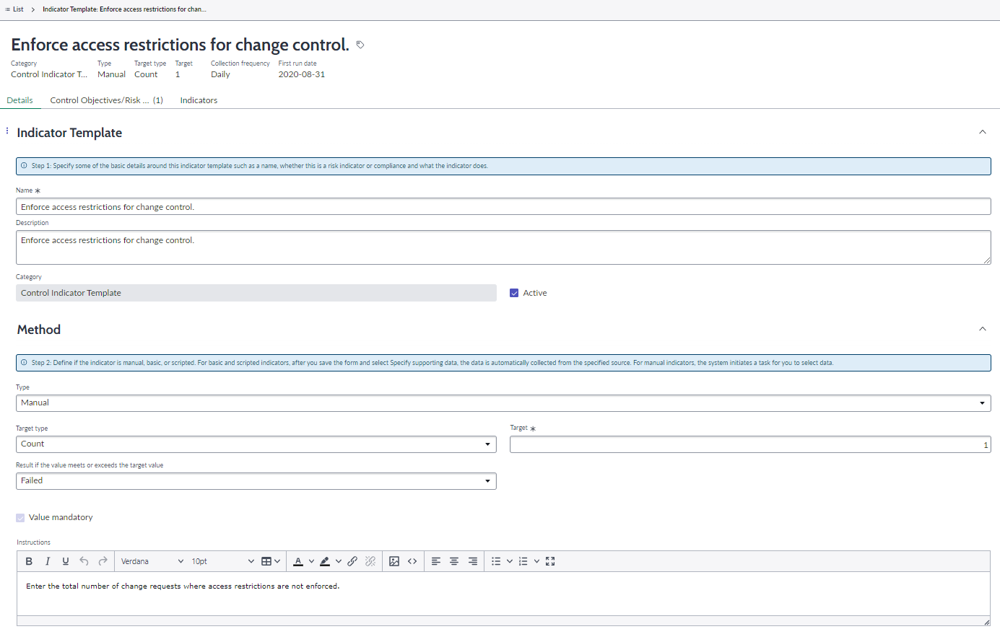 List > Indicator Template: Enforce access restrictions for chan...
Enforce access restrictions for change control.
Category Type Target type Target Collection frequency First run date
Control Indicator T... Manual Count 1 Daily 2020-08-31
Details Control Objectives/Risk ... (1) Indicators
Indicator Template
Step 1: Specify some of the basic details around this indicator template such as a name, whether this is a risk indicator or compliance and what the indicator does.
Name *
Enforce access restrictions for change control.
Description
Enforce access restrictions for change control.
Category
Control Indicator Template Active
Method
Step 2: Define if the indicator is manual, basic, or scripted. For basic and scripted indicators, after you save the form and select Specify supporting data, the data is automatically collected from the specified source. For manual indicators, the system initiates a task for you to select data.
Type
Manual
Target type Target *
Count 1
Result if the value meets or exceeds the target value
Failed
Value mandatory
Instructions
B I U Verdana 10pt A
Enter the total number of change requests where access restrictions are not enforced.